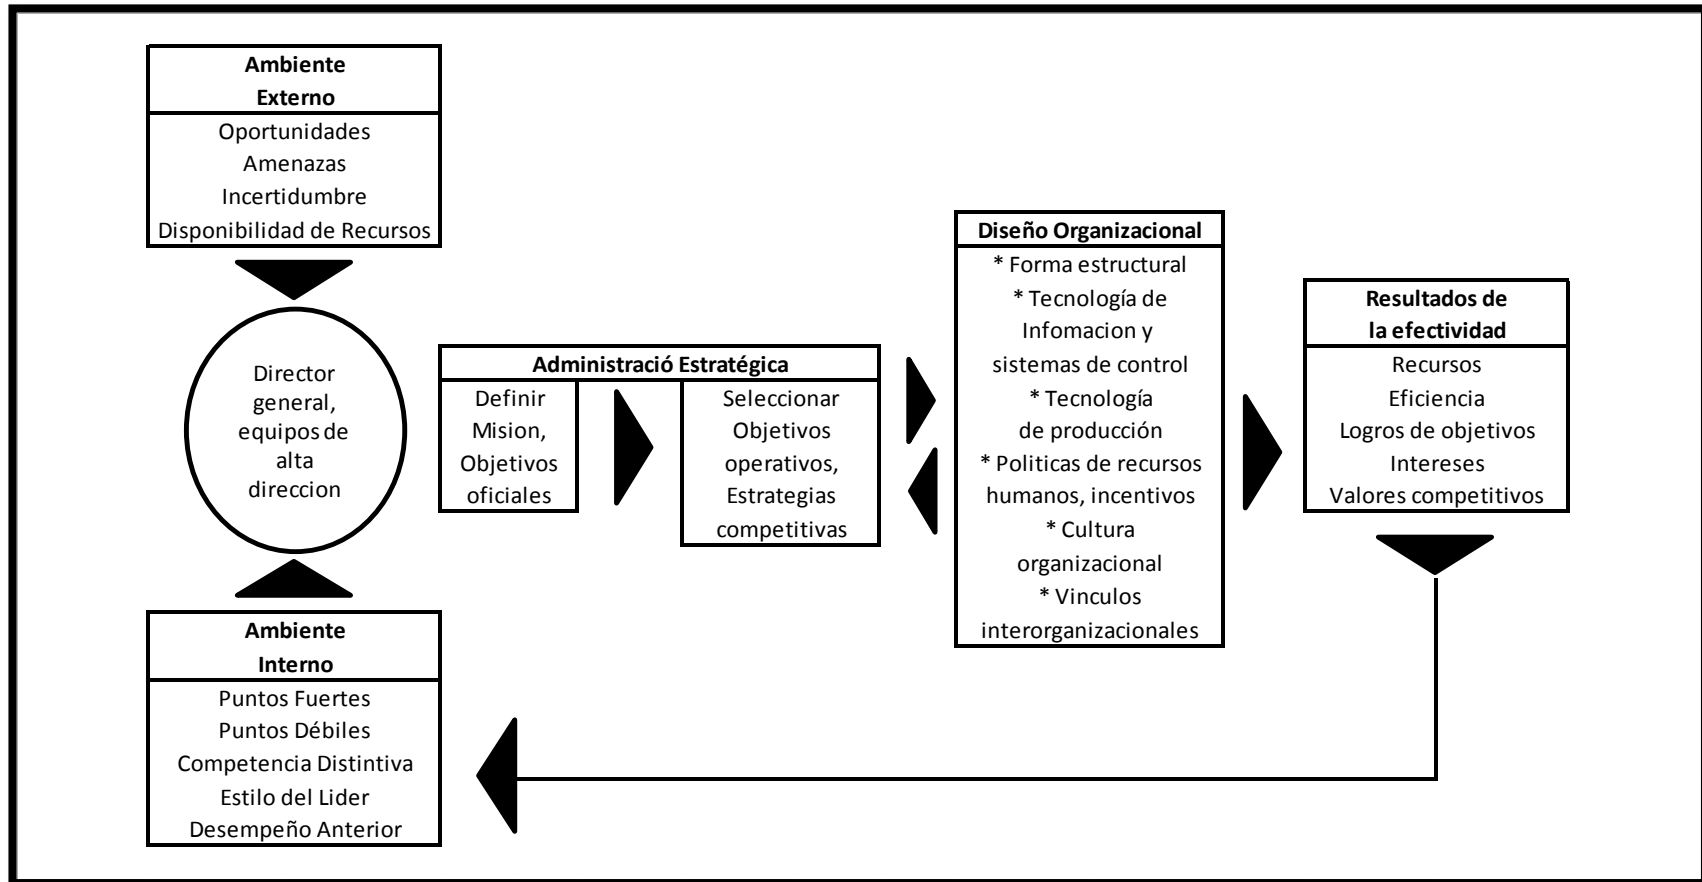 Ambiente
Externo
Oportunidades
Amenazas
Incertidumbre
Disponibilidad de Recursos
Director
general,
equipos de
alta
direccion
Ambiente
Interno
Puntos Fuertes
Puntos Débiles
Competencia Distintiva
Estilo del Lider
Desempeño Anterior
Administració Estratégica
Definir
Mision,
Objetivos
oficiales
Seleccionar
Objetivos
operativos,
Estrategias
competitivas
Diseño Organizacional
* Forma estructural
* Tecnología de
Infomacion y
sistemas de control
* Tecnología
de producción
* Politicas de recursos
humanos, incentivos
* Cultura
organizacional
* Vinculos
interorganizacionales
Resultados de
la efectividad
Recursos
Eficiencia
Logros de objetivos
Intereses
Valores competitivos